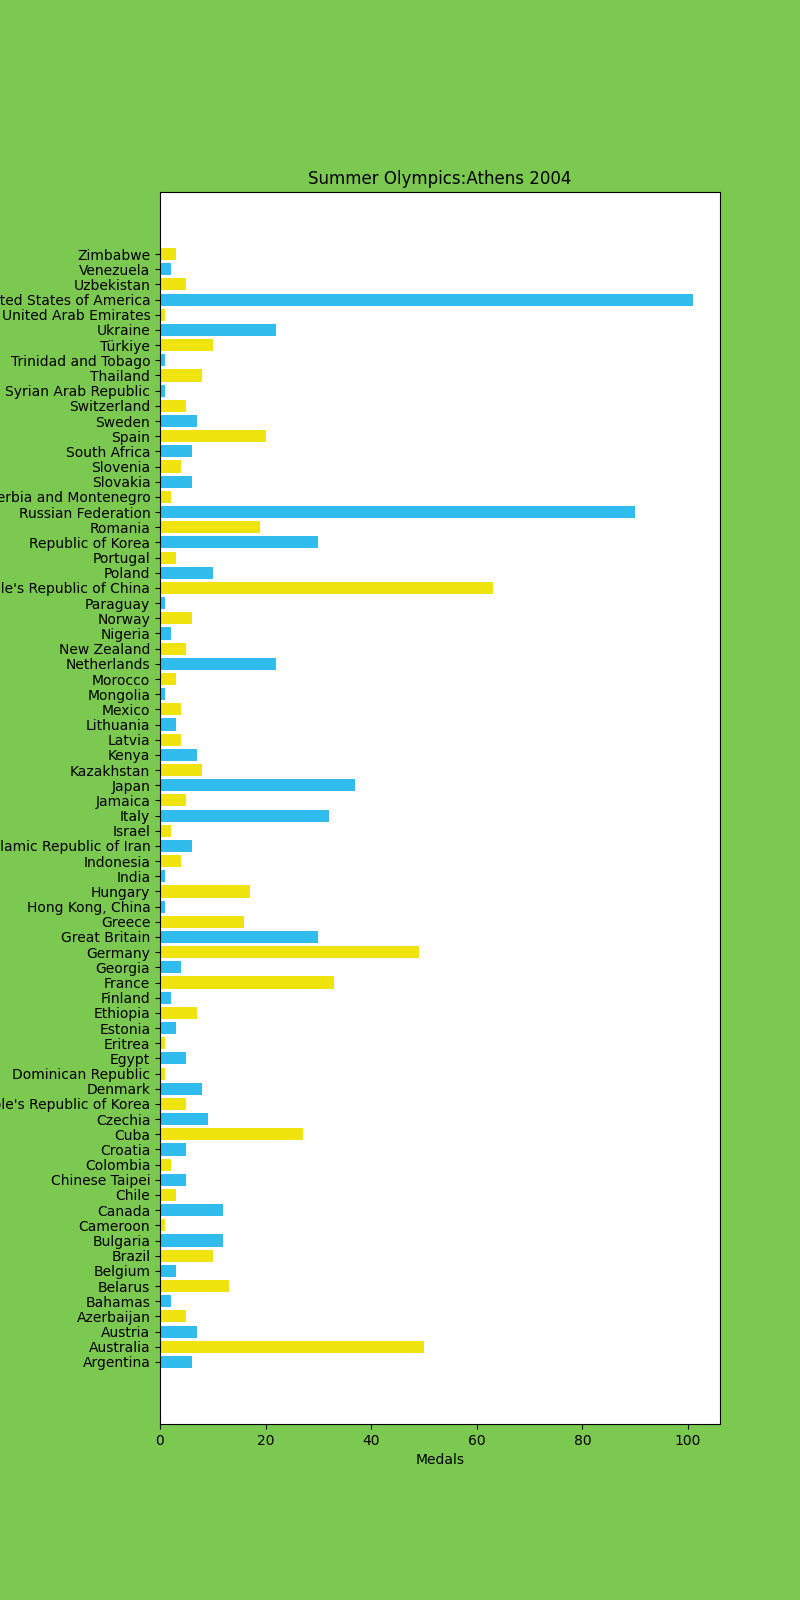 Summer Olympics:Athens 2004
Zimbabwe
Venezuela
Uzbekistan
States of America
United Arab Emirates
Ukraine
Türkiye
Trinidad and Tobago
Thailand
Syrian Arab Republic
Switzerland
Sweden
Spain
South Africa
Slovenia
Slovakia
and Montenegro
Russian Federation
Romania
Republic of Korea
Portugal
Poland
Republic of China
Paraguay
Norway
Nigeria
New Zealand
Netherlands
Morocco
Mongolia
Mexico
Lithuania
Latvia
Kenya
Kazakhstan
Japan
Jamaica
Italy
Israel
Republic of Iran
Indonesia
India
Hungary
Hong Kong, China
Greece
Great Britain
Germany
Georgia
France
Finland
Ethiopia
Estonia
Eritrea
Egypt
Dominican Republic
Denmark
Republic of Korea
Czechia
Cuba
Croatia
Colombia
Chinese Taipei
Chile
Canada
Cameroon
Bulgaria
Brazil
Belgium
Belarus
Bahamas
Azerbaijan
Austria
Australia
Argentina
0 20 40 60 80 100
Medals